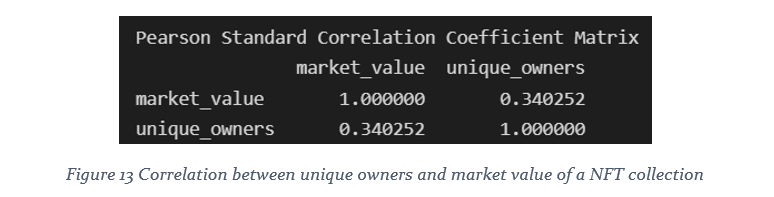 Pearson Standard Correlation Coefficient Matrix
market_value unique_owners
market_value 1.000000 0.340252
unique_owners 0.340252 1.000000
Figure 13 Correlation between unique owners and market value of a NFT collection